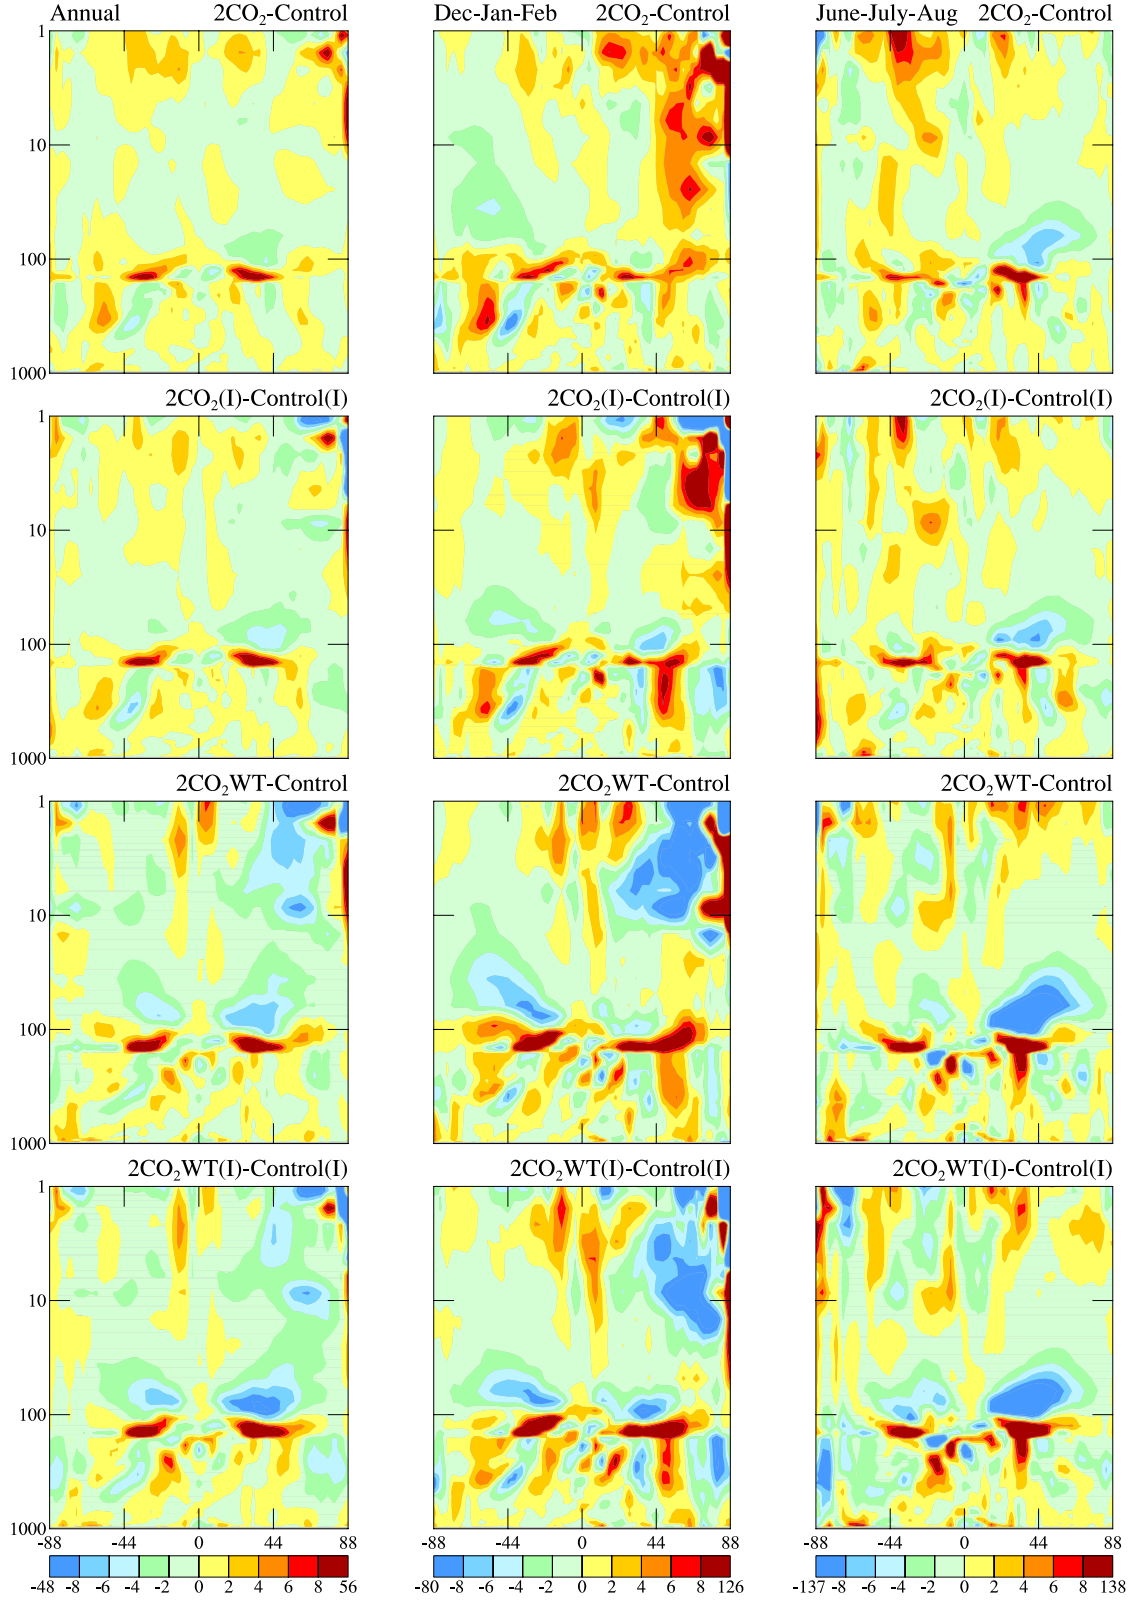 Annual 2CO₂-Control Dec-Jan-Feb 2CO₂-Control June-July-Aug 2CO₂-Control
1
10
100
1000
2CO₂(I)-Control(I) 2CO₂(I)-Control(I) 2CO₂(I)-Control(I)
1
10
100
1000
2CO₂WT-Control 2CO₂WT-Control 2CO₂WT-Control
1
10
100
1000
2CO₂WT(I)-Control(I) 2CO₂WT(I)-Control(I) 2CO₂WT(I)-Control(I)
1
10
100
1000
-88 -44 0 44 88 -88 -44 0 44 88 -88 -44 0 44 88
-48 -8 -6 -4 -2 0 2 4 6 8 56 -80 -8 -6 -4 -2 0 2 4 6 8 126 -137 -8 -6 -4 -2 0 2 4 6 8 138